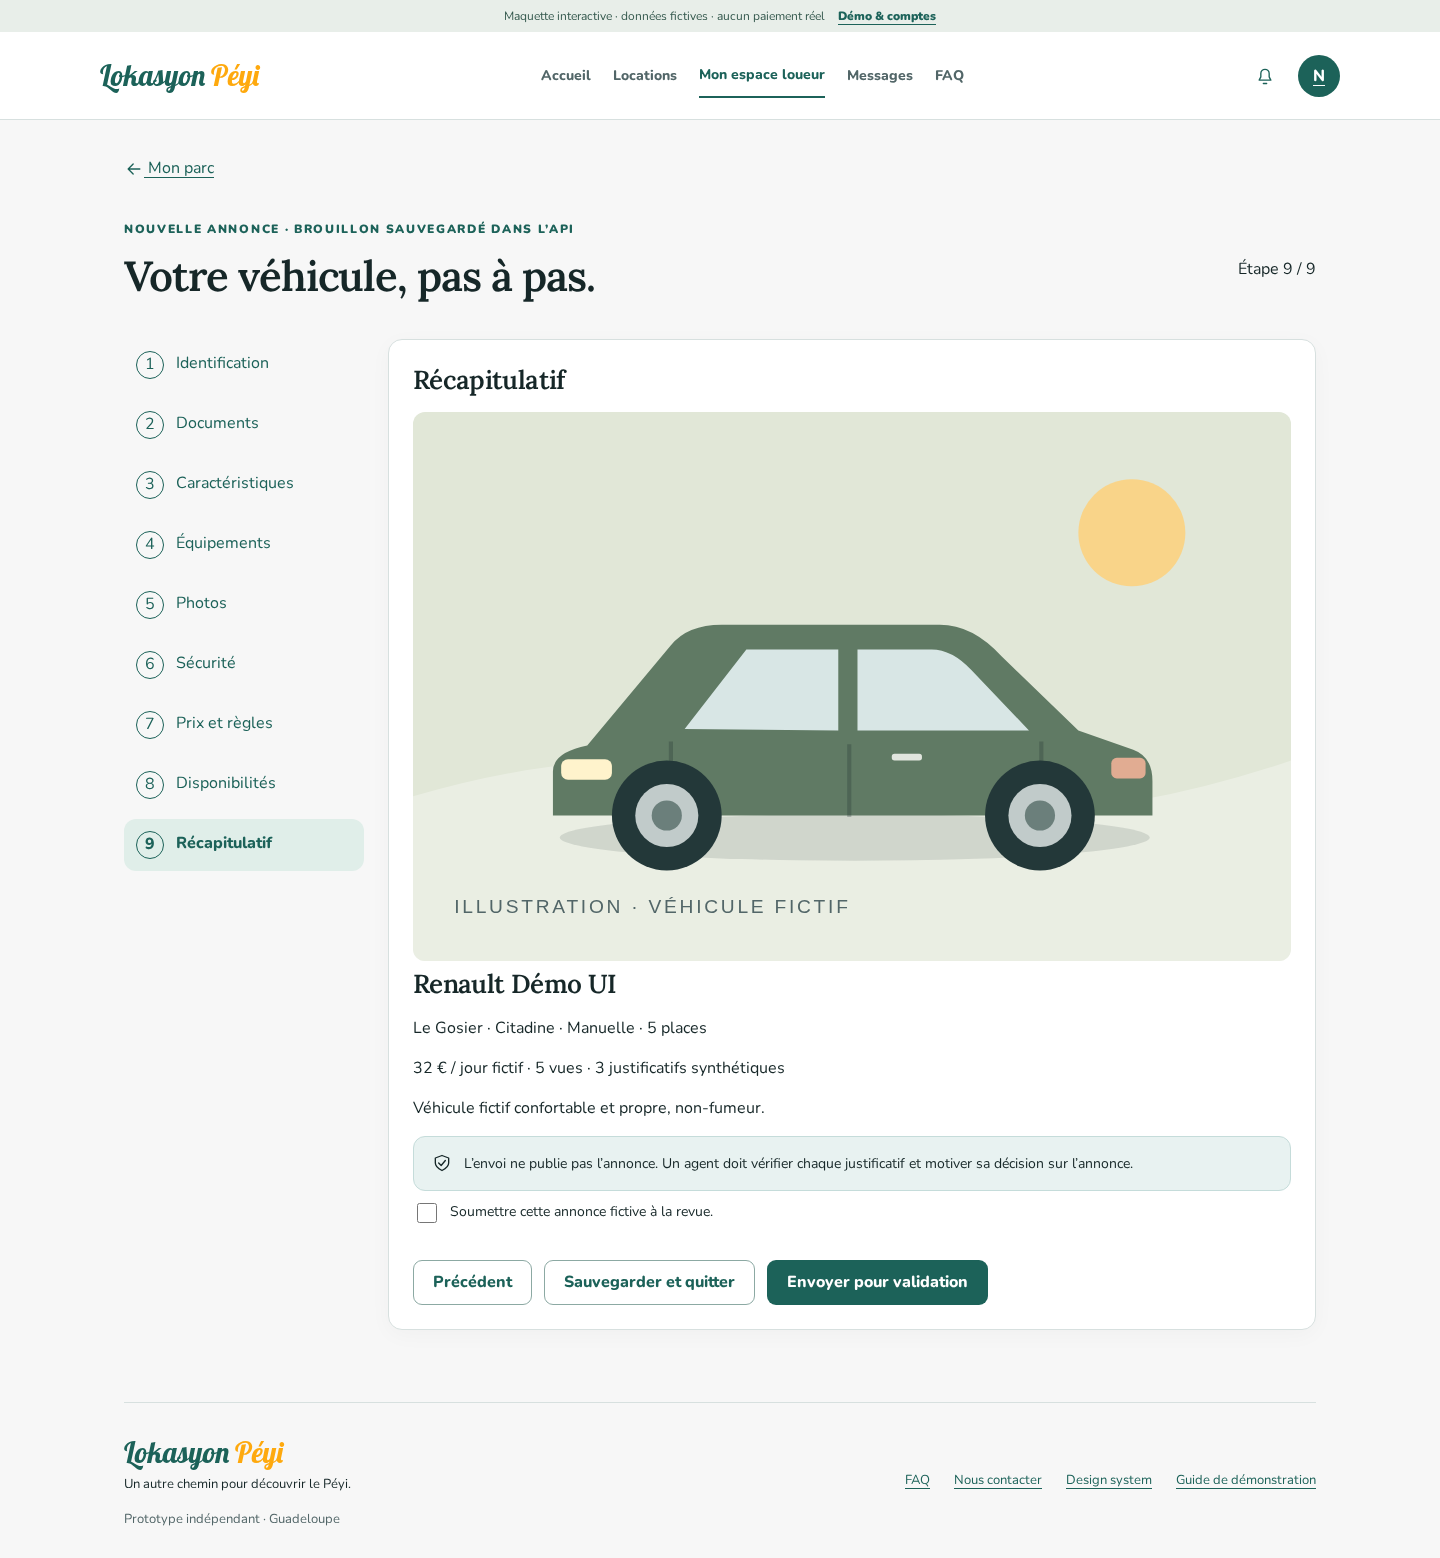 Maquette interactive · données fictives · aucun paiement réel Démo & comptes
Lokasyon Péyi
Accueil Locations Mon espace loueur Messages FAQ
N
← Mon parc
NOUVELLE ANNONCE · BROUILLON SAUVEGARDÉ DANS L’API
Votre véhicule, pas à pas.
Étape 9 / 9
1 Identification
2 Documents
3 Caractéristiques
4 Équipements
5 Photos
6 Sécurité
7 Prix et règles
8 Disponibilités
9 Récapitulatif
Récapitulatif
ILLUSTRATION · VÉHICULE FICTIF
Renault Démo UI
Le Gosier · Citadine · Manuelle · 5 places
32 € / jour fictif · 5 vues · 3 justificatifs synthétiques
Véhicule fictif confortable et propre, non-fumeur.
L’envoi ne publie pas l’annonce. Un agent doit vérifier chaque justificatif et motiver sa décision sur l’annonce.
Soumettre cette annonce fictive à la revue.
Précédent Sauvegarder et quitter Envoyer pour validation
Lokasyon Péyi
Un autre chemin pour découvrir le Péyi.
Prototype indépendant · Guadeloupe
FAQ Nous contacter Design system Guide de démonstration